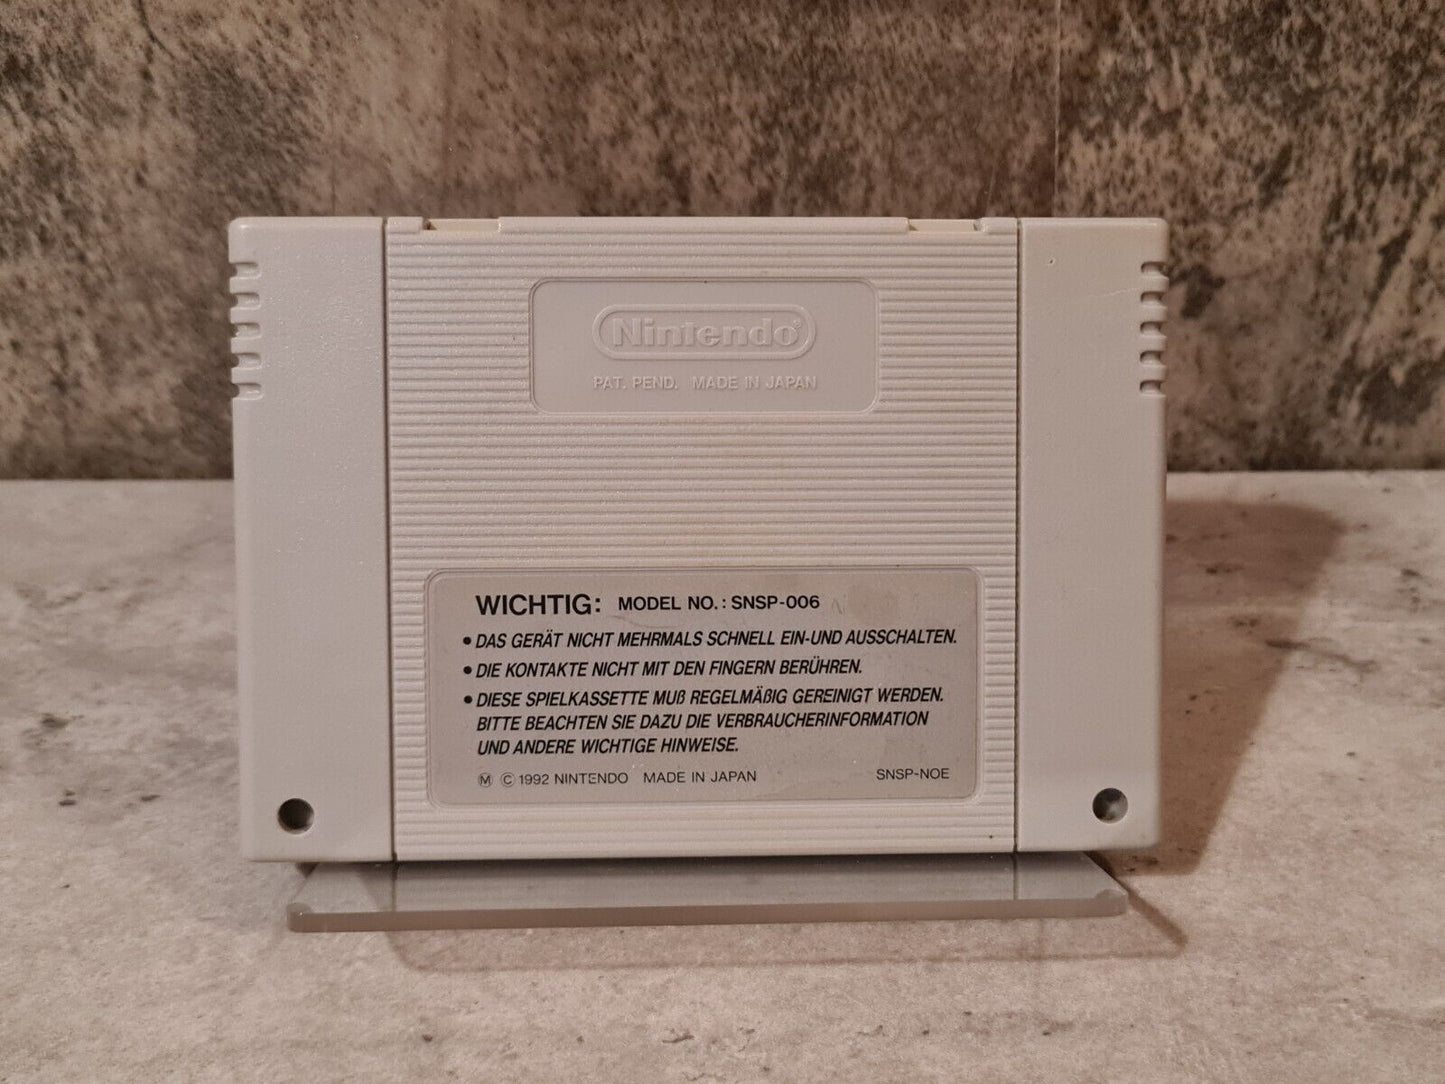 Nintendo®
PAT. PEND. MADE IN JAPAN
WICHTIG: MODEL NO.: SNSP-006
• DAS GERÄT NICHT MEHRMALS SCHNELL EIN-UND AUSSCHALTEN.
• DIE KONTAKTE NICHT MIT DEN FINGERN BERÜHREN.
• DIESE SPIELKASSETTE MUß REGELMÄßIG GEREINIGT WERDEN.
BITTE BEACHTEN SIE DAZU DIE VERBRAUCHERINFORMATION
UND ANDERE WICHTIGE HINWEISE.
Ⓜ © 1992 NINTENDO MADE IN JAPAN SNSP-NOE